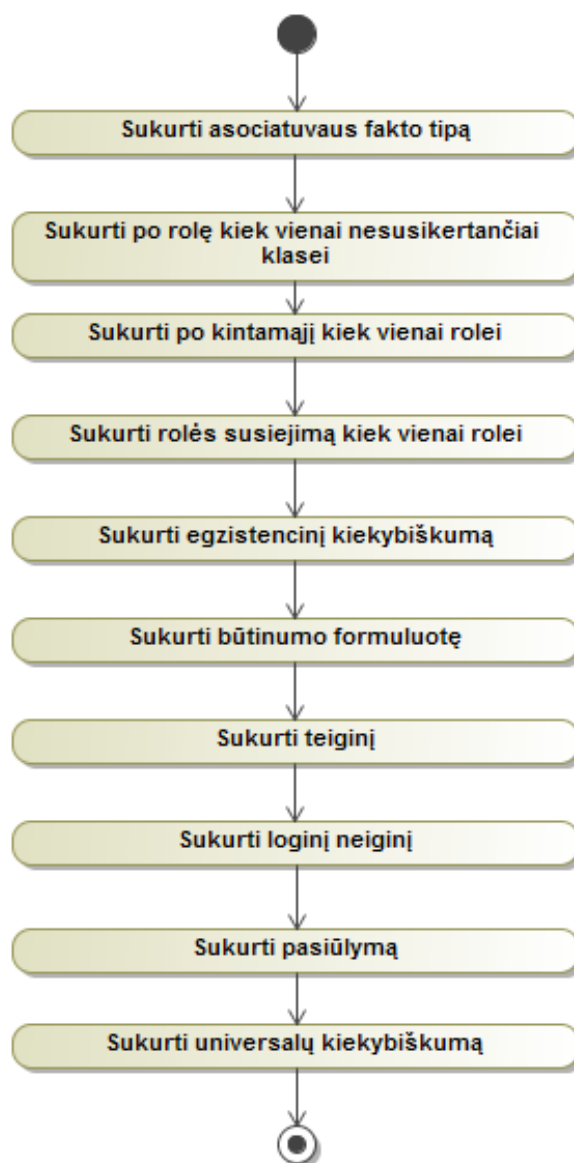 Sukurti asociatuvaus fakto tipą
Sukurti po rolę kiek vienai nesusikertančiai
klasei
Sukurti po kintamąjį kiek vienai rolei
Sukurti rolės susiejimą kiek vienai rolei
Sukurti egzistencinį kiekybiškumą
Sukurti būtinumo formuluotę
Sukurti teiginį
Sukurti loginį neiginį
Sukurti pasiūlymą
Sukurti universalų kiekybiškumą